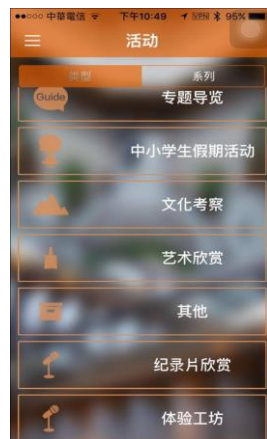 中華電信 下午10:49 95%
活动
类型 系列
Guide 专题导览
中小学生假期活动
文化考察
艺术欣赏
其他
纪录片欣赏
体验工坊